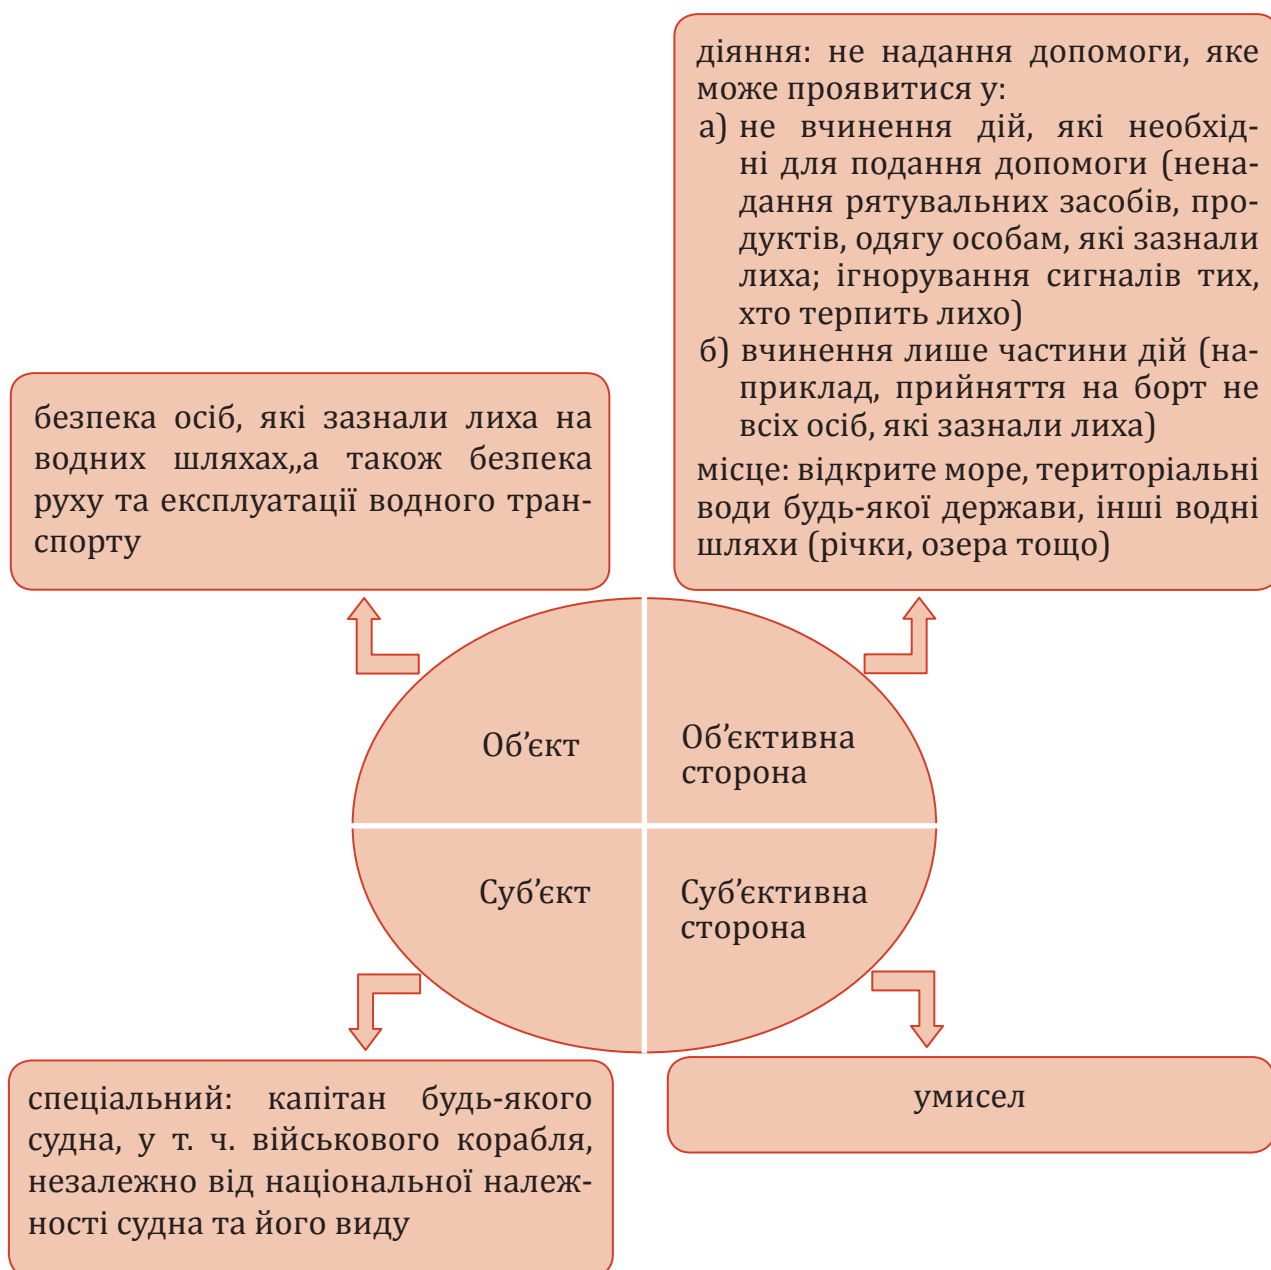 діяння: не надання допомоги, яке
може проявитися у:
а) не вчинення дій, які необхід-
ні для подання допомоги (нена-
дання рятувальних засобів, про-
дуктів, одягу особам, які зазнали
лиха; ігнорування сигналів тих,
хто терпить лихо)
б) вчинення лише частини дій (на-
приклад, прийняття на борт не
всіх осіб, які зазнали лиха)
місце: відкрите море, територіальні
води будь-якої держави, інші водні
шляхи (річки, озера тощо)
безпека осіб, які зазнали лиха на
водних шляхах,,а також безпека
руху та експлуатації водного тран-
спорту
Об’єкт
Об’єктивна
сторона
Суб’єкт
Суб’єктивна
сторона
спеціальний: капітан будь-якого
судна, у т. ч. військового корабля,
незалежно від національної належ-
ності судна та його виду
умисел